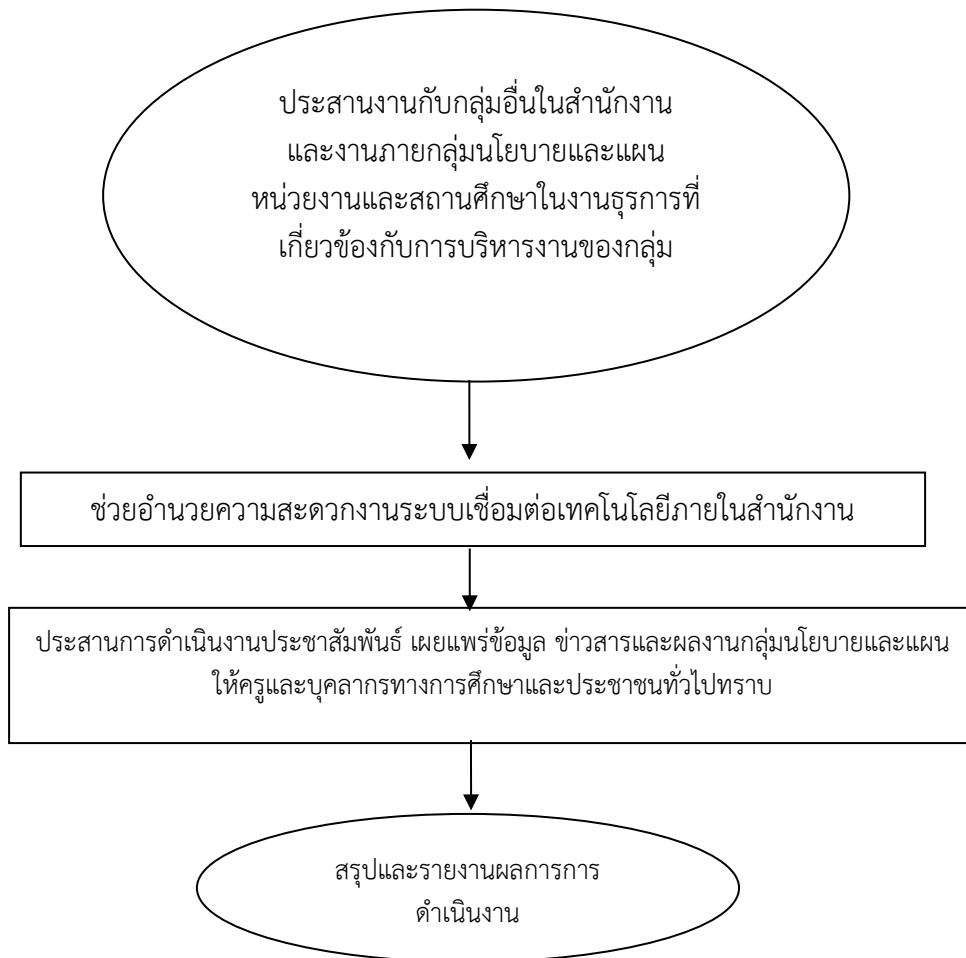 ประสานงานกับกลุ่มอื่นในสำนักงาน
และงานภายกลุ่มนโยบายและแผน
หน่วยงานและสถานศึกษาในงานธุรการที่
เกี่ยวข้องกับการบริหารงานของกลุ่ม
ช่วยอำนวยความสะดวกงานระบบเชื่อมต่อเทคโนโลยีภายในสำนักงาน
ประสานการดำเนินงานประชาสัมพันธ์ เผยแพร่ข้อมูล ข่าวสารและผลงานกลุ่มนโยบายและแผน
ให้ครูและบุคลากรทางการศึกษาและประชาชนทั่วไปทราบ
สรุปและรายงานผลการการ
ดำเนินงาน